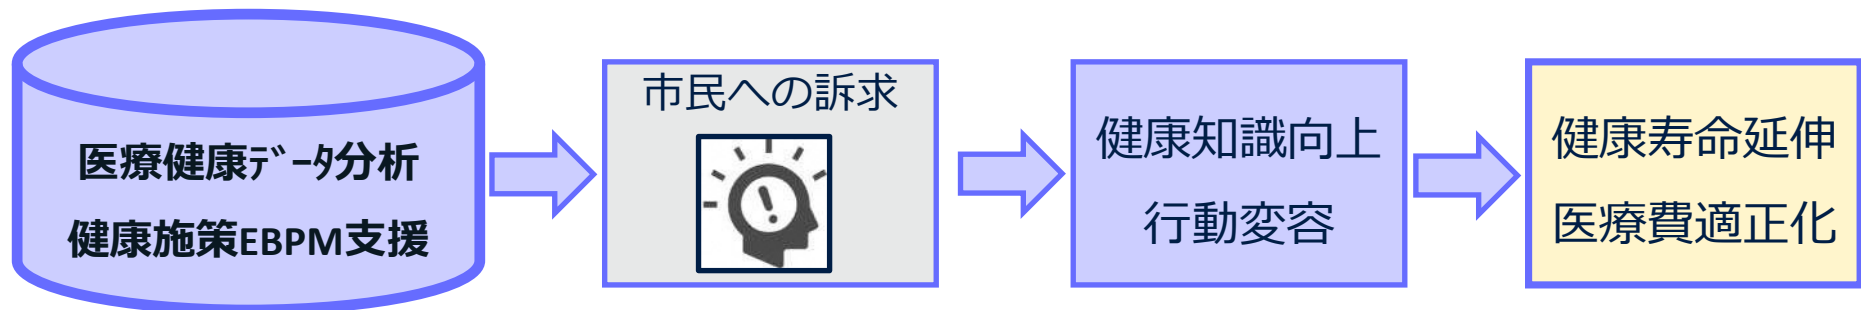 医療健康ﾃﾞｰﾀ分析
健康施策EBPM支援
市民への訴求
健康知識向上
行動変容
健康寿命延伸
医療費適正化